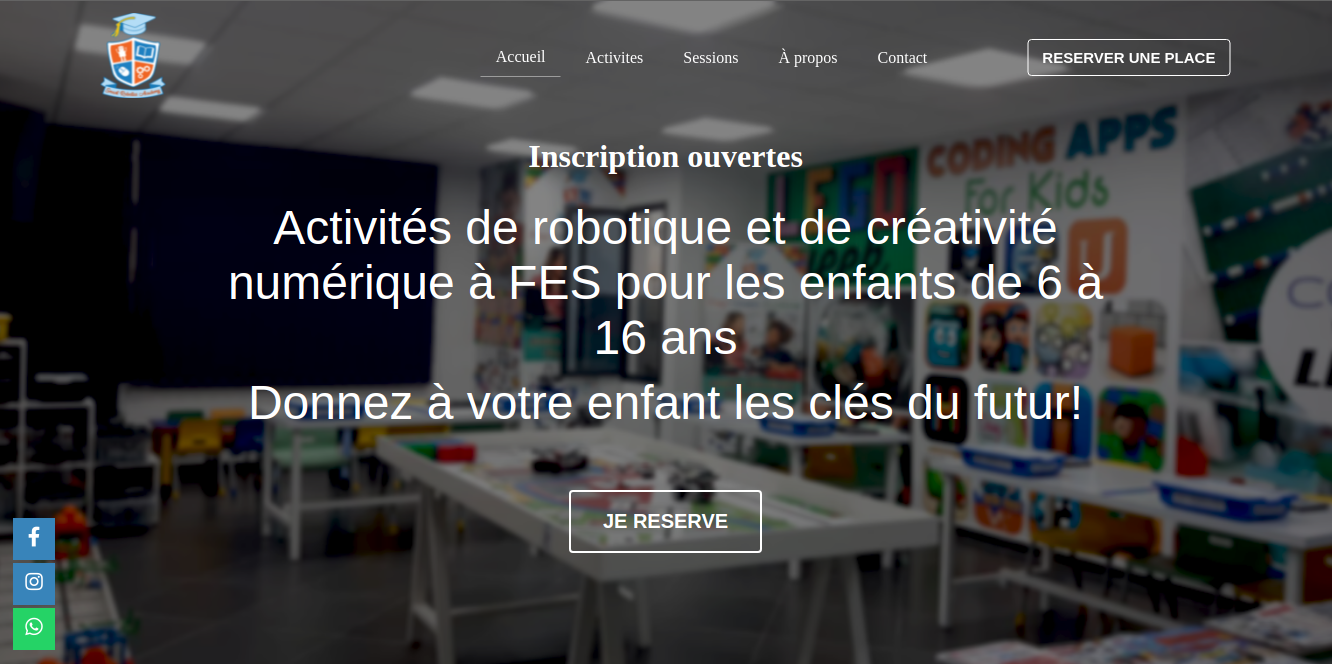 Accueil
Activites
Sessions
À propos
Contact
RESERVER UNE PLACE
Inscription ouvertes
CODING APPS
For Kids
LEGO
Activités de robotique et de créativité
numérique à FES pour les enfants de 6 à
16 ans
Donnez à votre enfant les clés du futur!
JE RESERVE